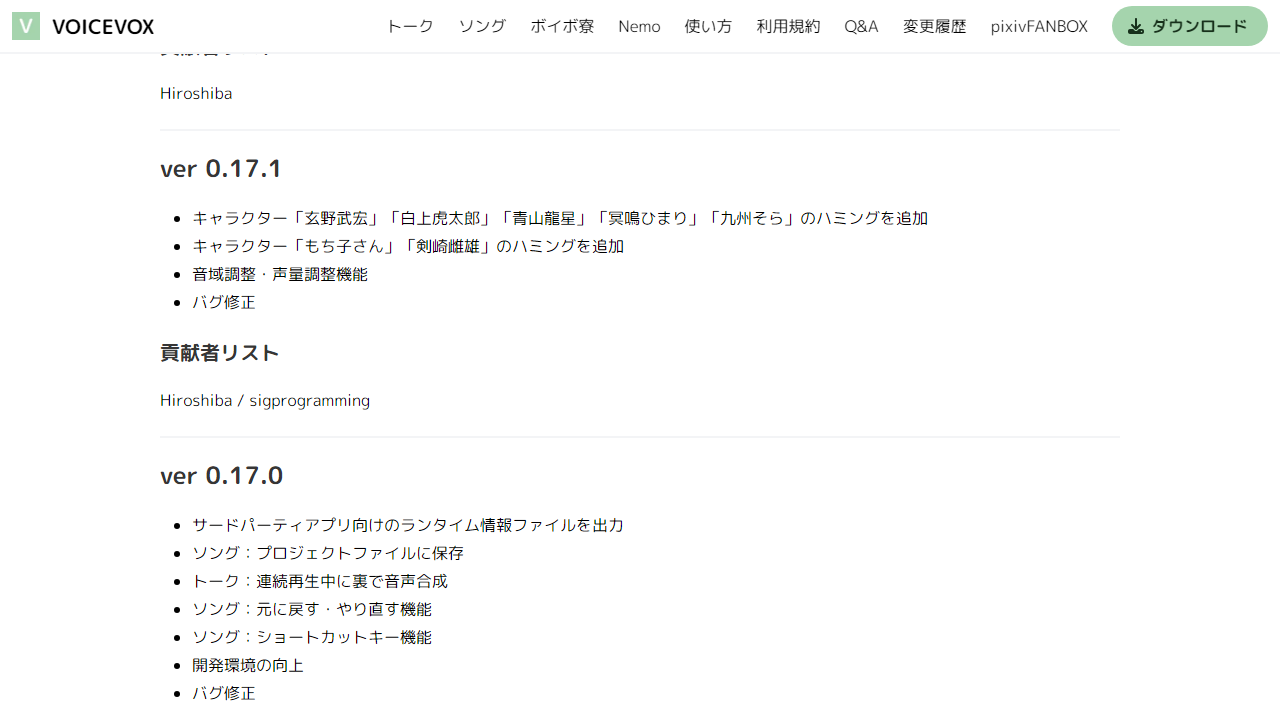 VOICEVOX
トーク ソング ボイボ寮 Nemo 使い方 利用規約 Q&A 変更履歴 pixivFANBOX ダウンロード
Hiroshiba
ver 0.17.1
キャラクター「玄野武宏」「白上虎太郎」「青山龍星」「冥鳴ひまり」「九州そら」のハミングを追加
キャラクター「もち子さん」「剣崎雌雄」のハミングを追加
音域調整・声量調整機能
バグ修正
貢献者リスト
Hiroshiba / sigprogramming
ver 0.17.0
サードパーティアプリ向けのランタイム情報ファイルを出力
ソング：プロジェクトファイルに保存
トーク：連続再生中に裏で音声合成
ソング：元に戻す・やり直す機能
ソング：ショートカットキー機能
開発環境の向上
バグ修正